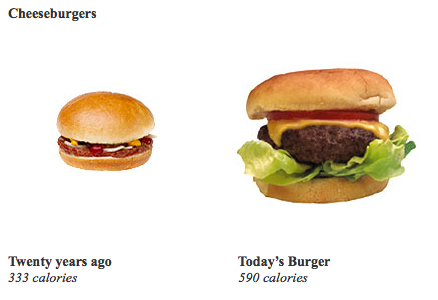 Cheeseburgers
Twenty years ago
333 calories
Today's Burger
590 calories